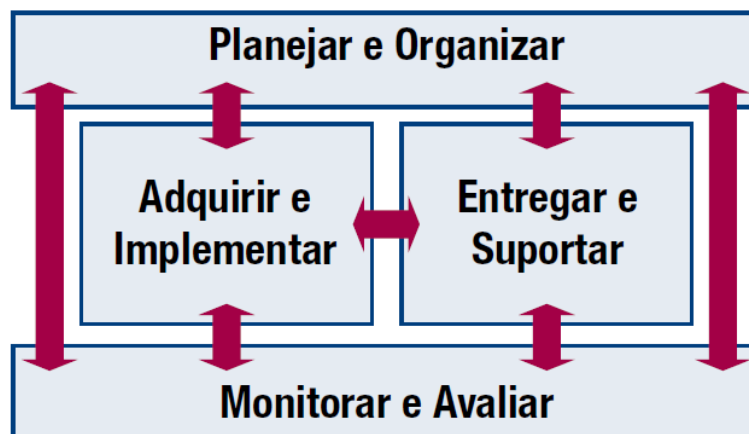 Planejar e Organizar
Adquirir e
Implementar
Entregar e
Suportar
Monitorar e Avaliar